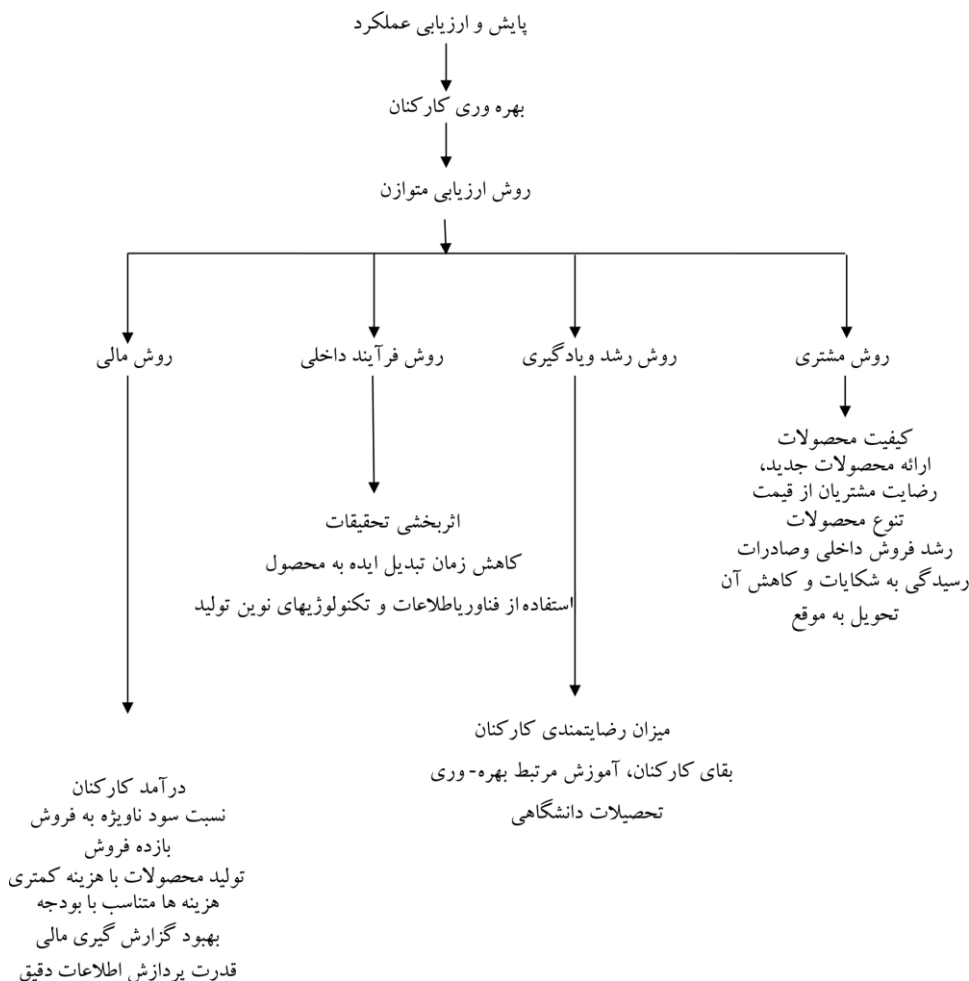 پایش و ارزیابی عملکرد
بهره وری کارکنان
روش ارزیابی متوازن
روش مشتری
روش رشد ویادگیری
روش فرآیند داخلی
روش مالی
کیفیت محصولات
ارائه محصولات جدید،
رضایت مشتریان از قیمت
تنوع محصولات
رشد فروش داخلی وصادرات
رسیدگی به شکایات و کاهش آن
تحویل به موقع
اثربخشی تحقیقات
کاهش زمان تبدیل ایده به محصول
استفاده از فناوریاطلاعات و تکنولوژیهای نوین تولید
میزان رضایتمندی کارکنان
بقای کارکنان، آموزش مرتبط بهره- وری
تحصیلات دانشگاهی
درآمد کارکنان
نسبت سود ناویژه به فروش
بازده فروش
تولید محصولات با هزینه کمتری
هزینه ها متناسب با بودجه
بهبود گزارش گیری مالی
قدرت پردازش اطلاعات دقیق